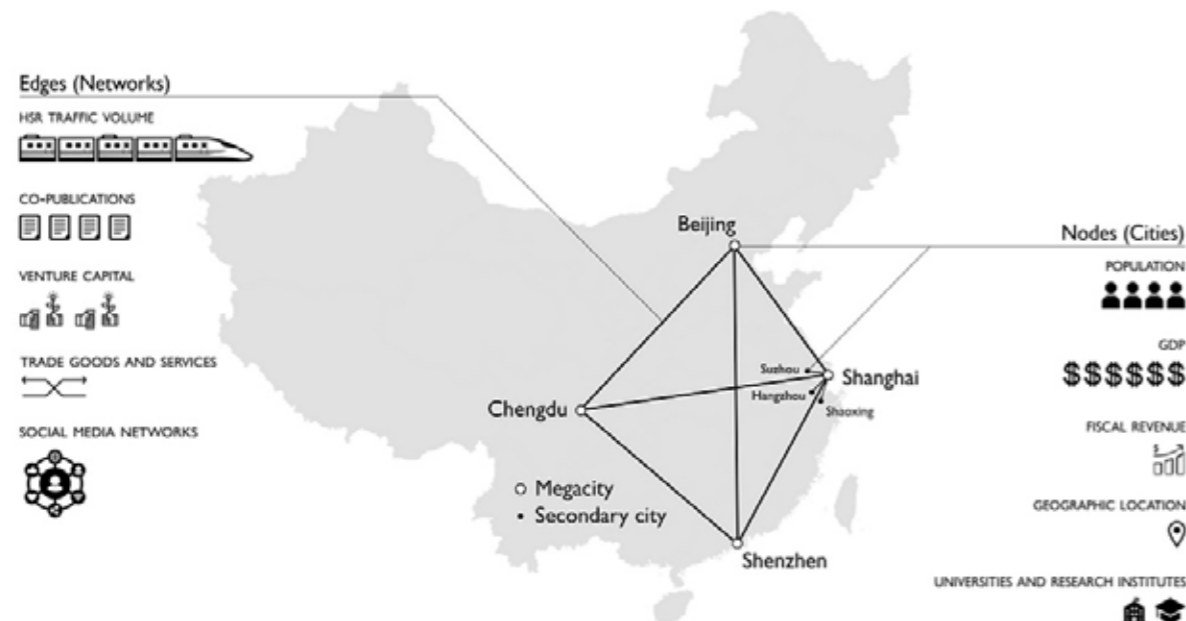 Edges (Networks)
HSR TRAFFIC VOLUME
CO-PUBLICATIONS
VENTURE CAPITAL
TRADE GOODS AND SERVICES
SOCIAL MEDIA NETWORKS
Beijing
Suzhou
Shanghai
Hangzhou
Shaoxing
Chengdu
Megacity
Secondary city
Shenzhen
Nodes (Cities)
POPULATION
GDP
$$$$$$
FISCAL REVENUE
GEOGRAPHIC LOCATION
UNIVERSITIES AND RESEARCH INSTITUTES